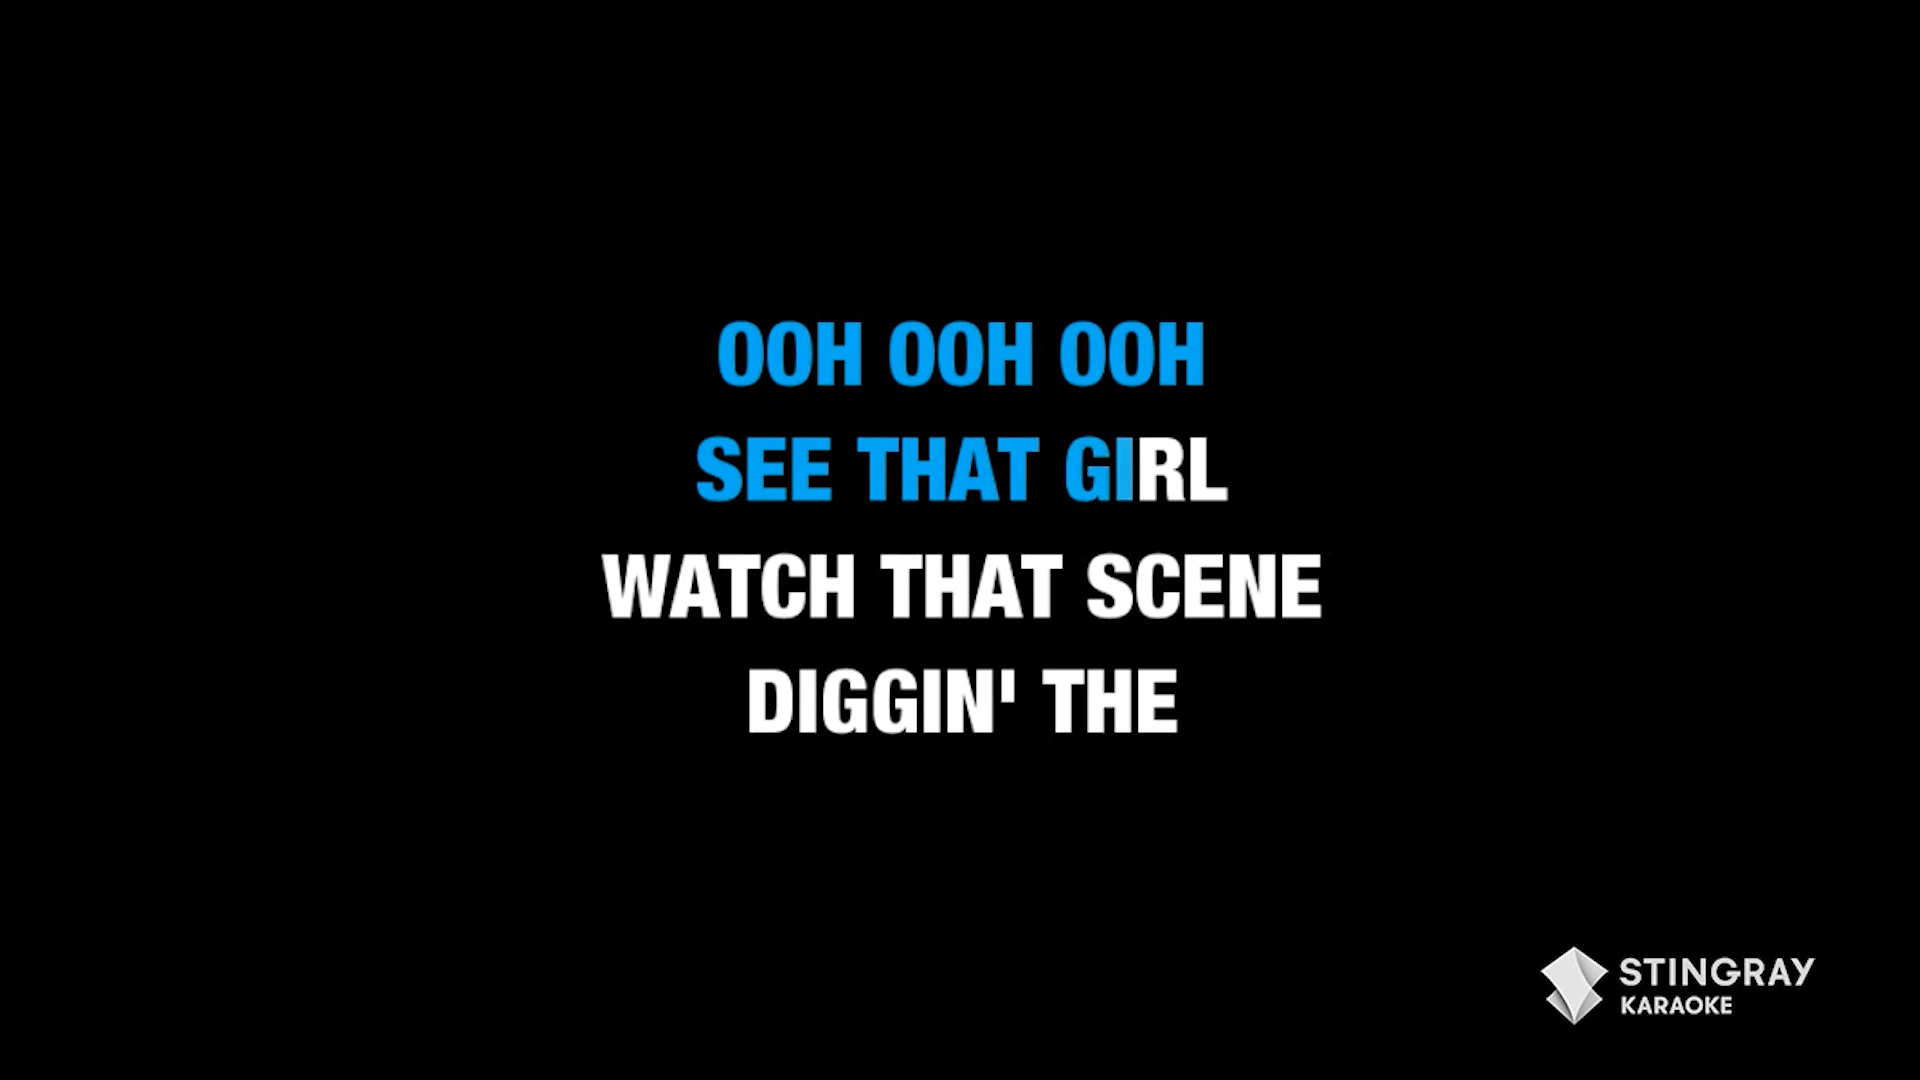 OOH OOH OOH
SEE THAT GIRL
WATCH THAT SCENE
DIGGIN' THE
STINGRAY
KARAOKE